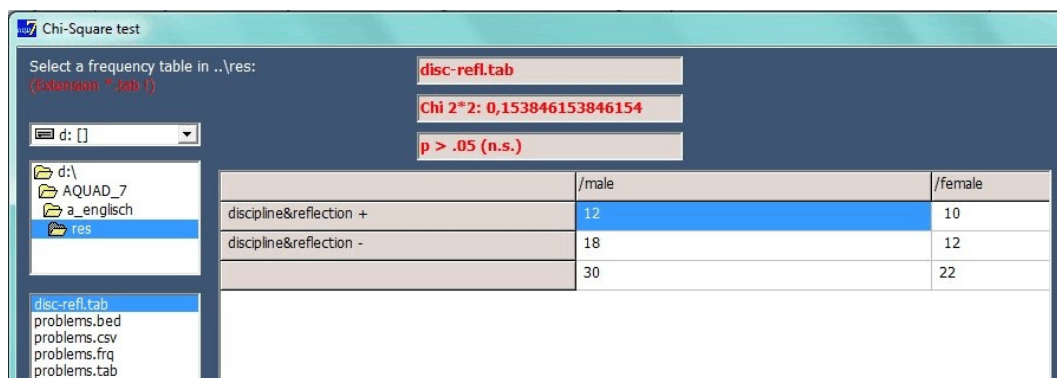 Chi-Square test
Select a frequency table in ..\res:
(Extension *.tab !)
disc-refl.tab
Chi 2*2: 0,153846153846154
p > .05 (n.s.)
d: []
d:\
AQUAD_7
a_englisch
res
/male /female
discipline&reflection + 12 10
discipline&reflection - 18 12
30 22
disc-refl.tab
problems.bed
problems.csv
problems.frq
problems.tab